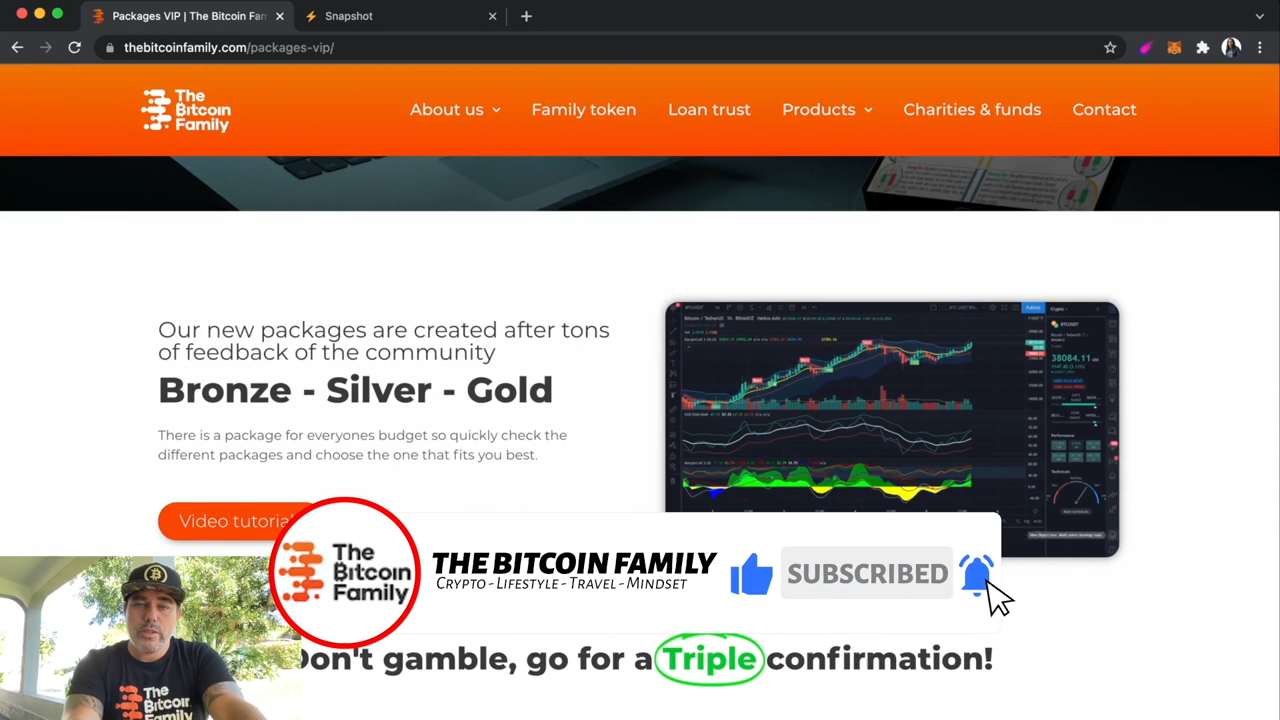 Packages VIP | The Bitcoin Fam
Snapshot
thebitcoinfamily.com/packages-vip/
The
Bitcoin
Family
About us
Family token
Loan trust
Products
Charities & funds
Contact
Our new packages are created after tons
of feedback of the community
Bronze - Silver - Gold
There is a package for everyones budget so quickly check the
different packages and choose the one that fits you best.
Publish
38084.11
Video tutorial
The
Bitcoin
Family
THE BITCOIN FAMILY
CRYPTO - LIFESTYLE - TRAVEL - MINDSET
SUBSCRIBED
Don't gamble, go for a Triple confirmation!
The
Bitcoin
Family